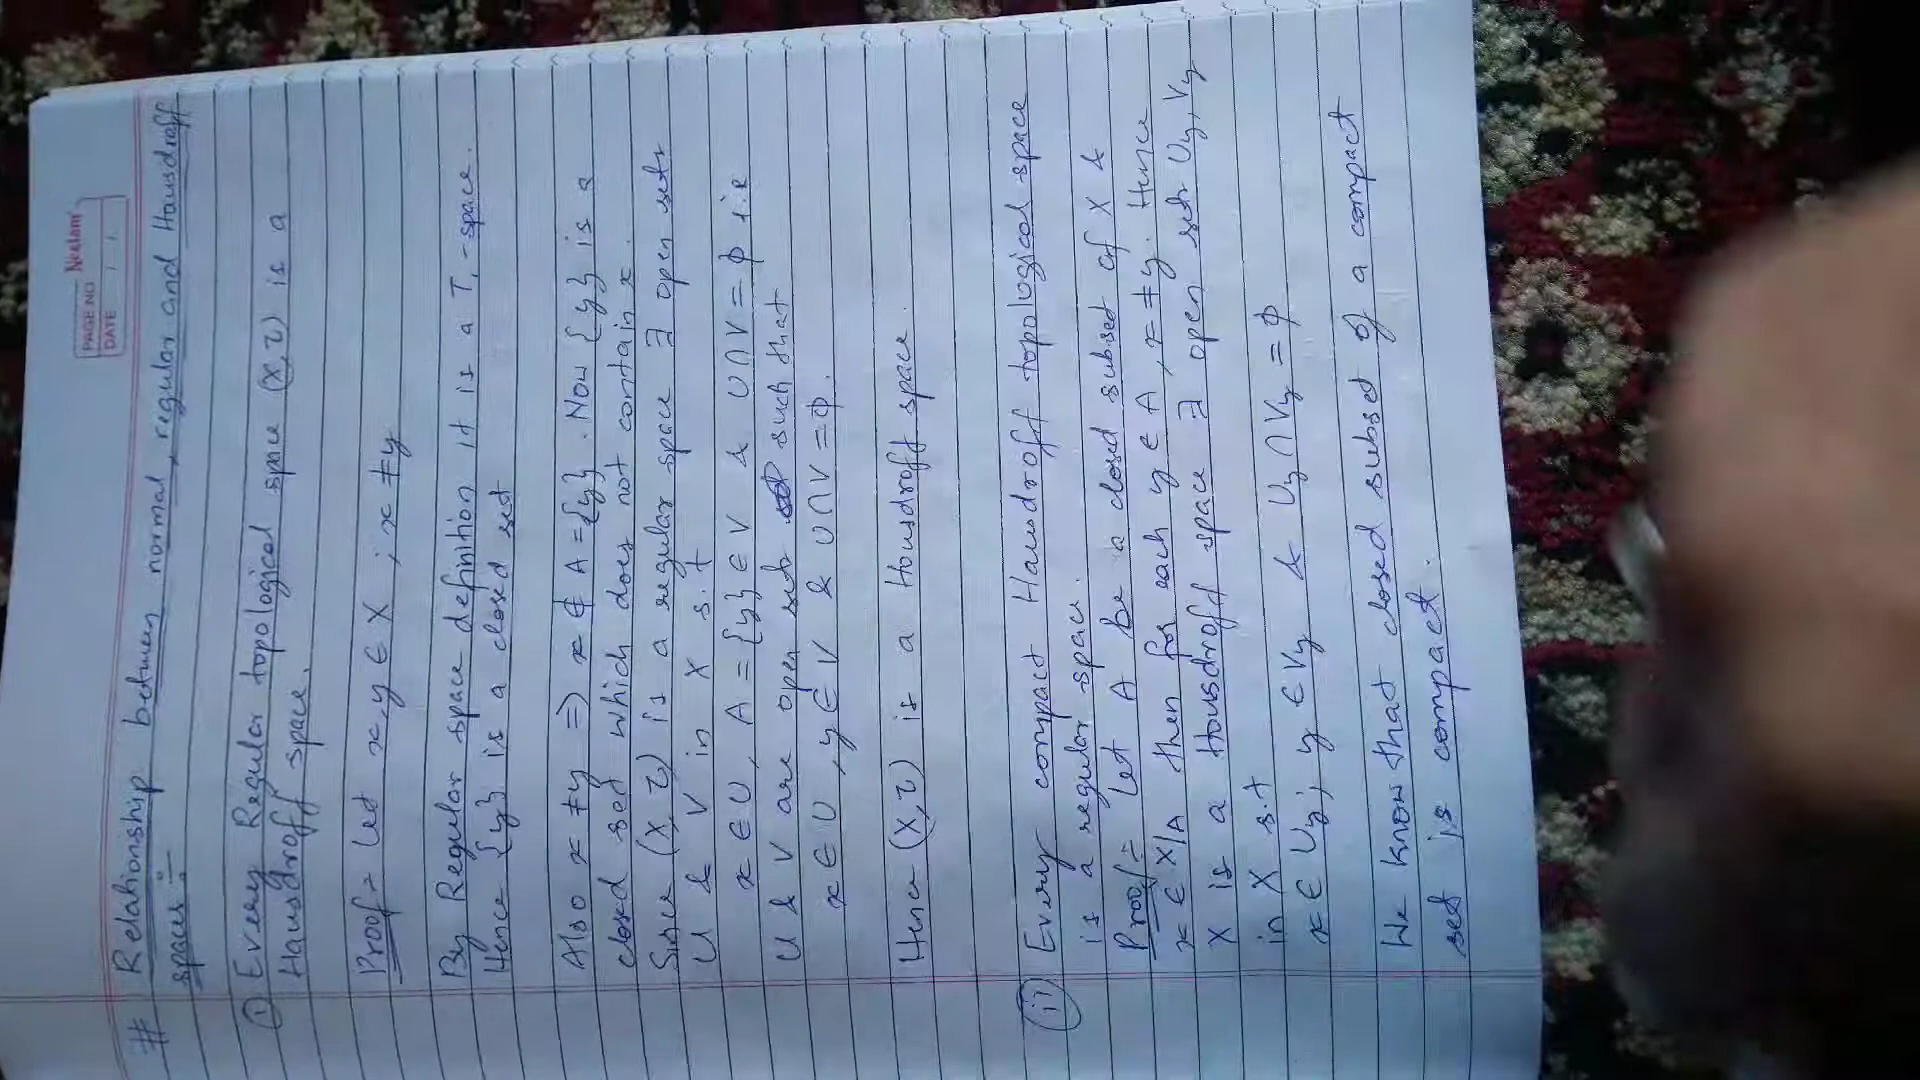 Neelam
PAGE NO
DATE / /
# Relationship between normal, regular and Hausdroff
spaces :-
(i) Every Regular topological space (X,τ) is a
Hausdroff space.
Proof:- Let x, y ∈ X ; x ≠ y
By Regular space definition it is a T₁-space.
Hence {y} is a closed set
Also x ≠ y ⇒ x ∉ A = {y}. Now {y} is a
closed set which does not contain x.
Since (X, τ) is a regular space ∃ open sets
U & V in X s.t
x ∈ U, A = {y} ∈ V & U∩V = ϕ i.e
U & V are open sets such that
x ∈ U, y ∈ V & U∩V = ϕ.
Hence (X,τ) is a Housdroff space.
(ii) Every compact Hausdroff topological space
is a regular space.
Proof:- Let A be a closed subset of X &
x ∈ X/A then for each y ∈ A, x ≠ y. Hence
X is a Housdroff space ∃ open sets Uy, Vy
in X s.t
x ∈ Uy, y ∈ Vy & Uy ∩ Vy = ϕ
We know that closed subset of a compact
set is compact.